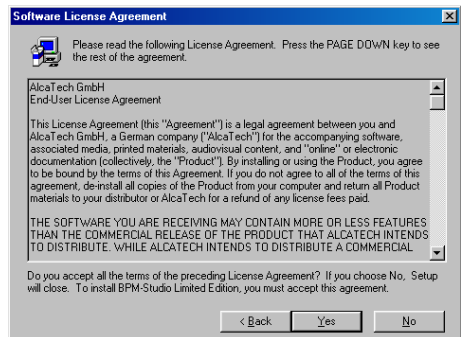 Software License Agreement
Please read the following License Agreement. Press the PAGE DOWN key to see
the rest of the agreement.
AlcaTech GmbH
End-User License Agreement
This License Agreement (this "Agreement") is a legal agreement between you and
AlcaTech GmbH, a German company ("AlcaTech") for the accompanying software,
associated media, printed materials, audiovisual content, and "online" or electronic
documentation (collectively, the "Product"). By installing or using the Product, you agree
to be bound by the terms of this Agreement. If you do not agree to all of the terms of this
agreement, de-install all copies of the Product from your computer and return all Product
materials to your distributor or AlcaTech for a refund of any license fees paid.
THE SOFTWARE YOU ARE RECEIVING MAY CONTAIN MORE OR LESS FEATURES
THAN THE COMMERCIAL RELEASE OF THE PRODUCT THAT ALCATECH INTENDS
TO DISTRIBUTE. WHILE ALCATECH INTENDS TO DISTRIBUTE A COMMERCIAL
Do you accept all the terms of the preceding License Agreement? If you choose No, Setup
will close. To install BPM-Studio Limited Edition, you must accept this agreement.
< Back Yes No